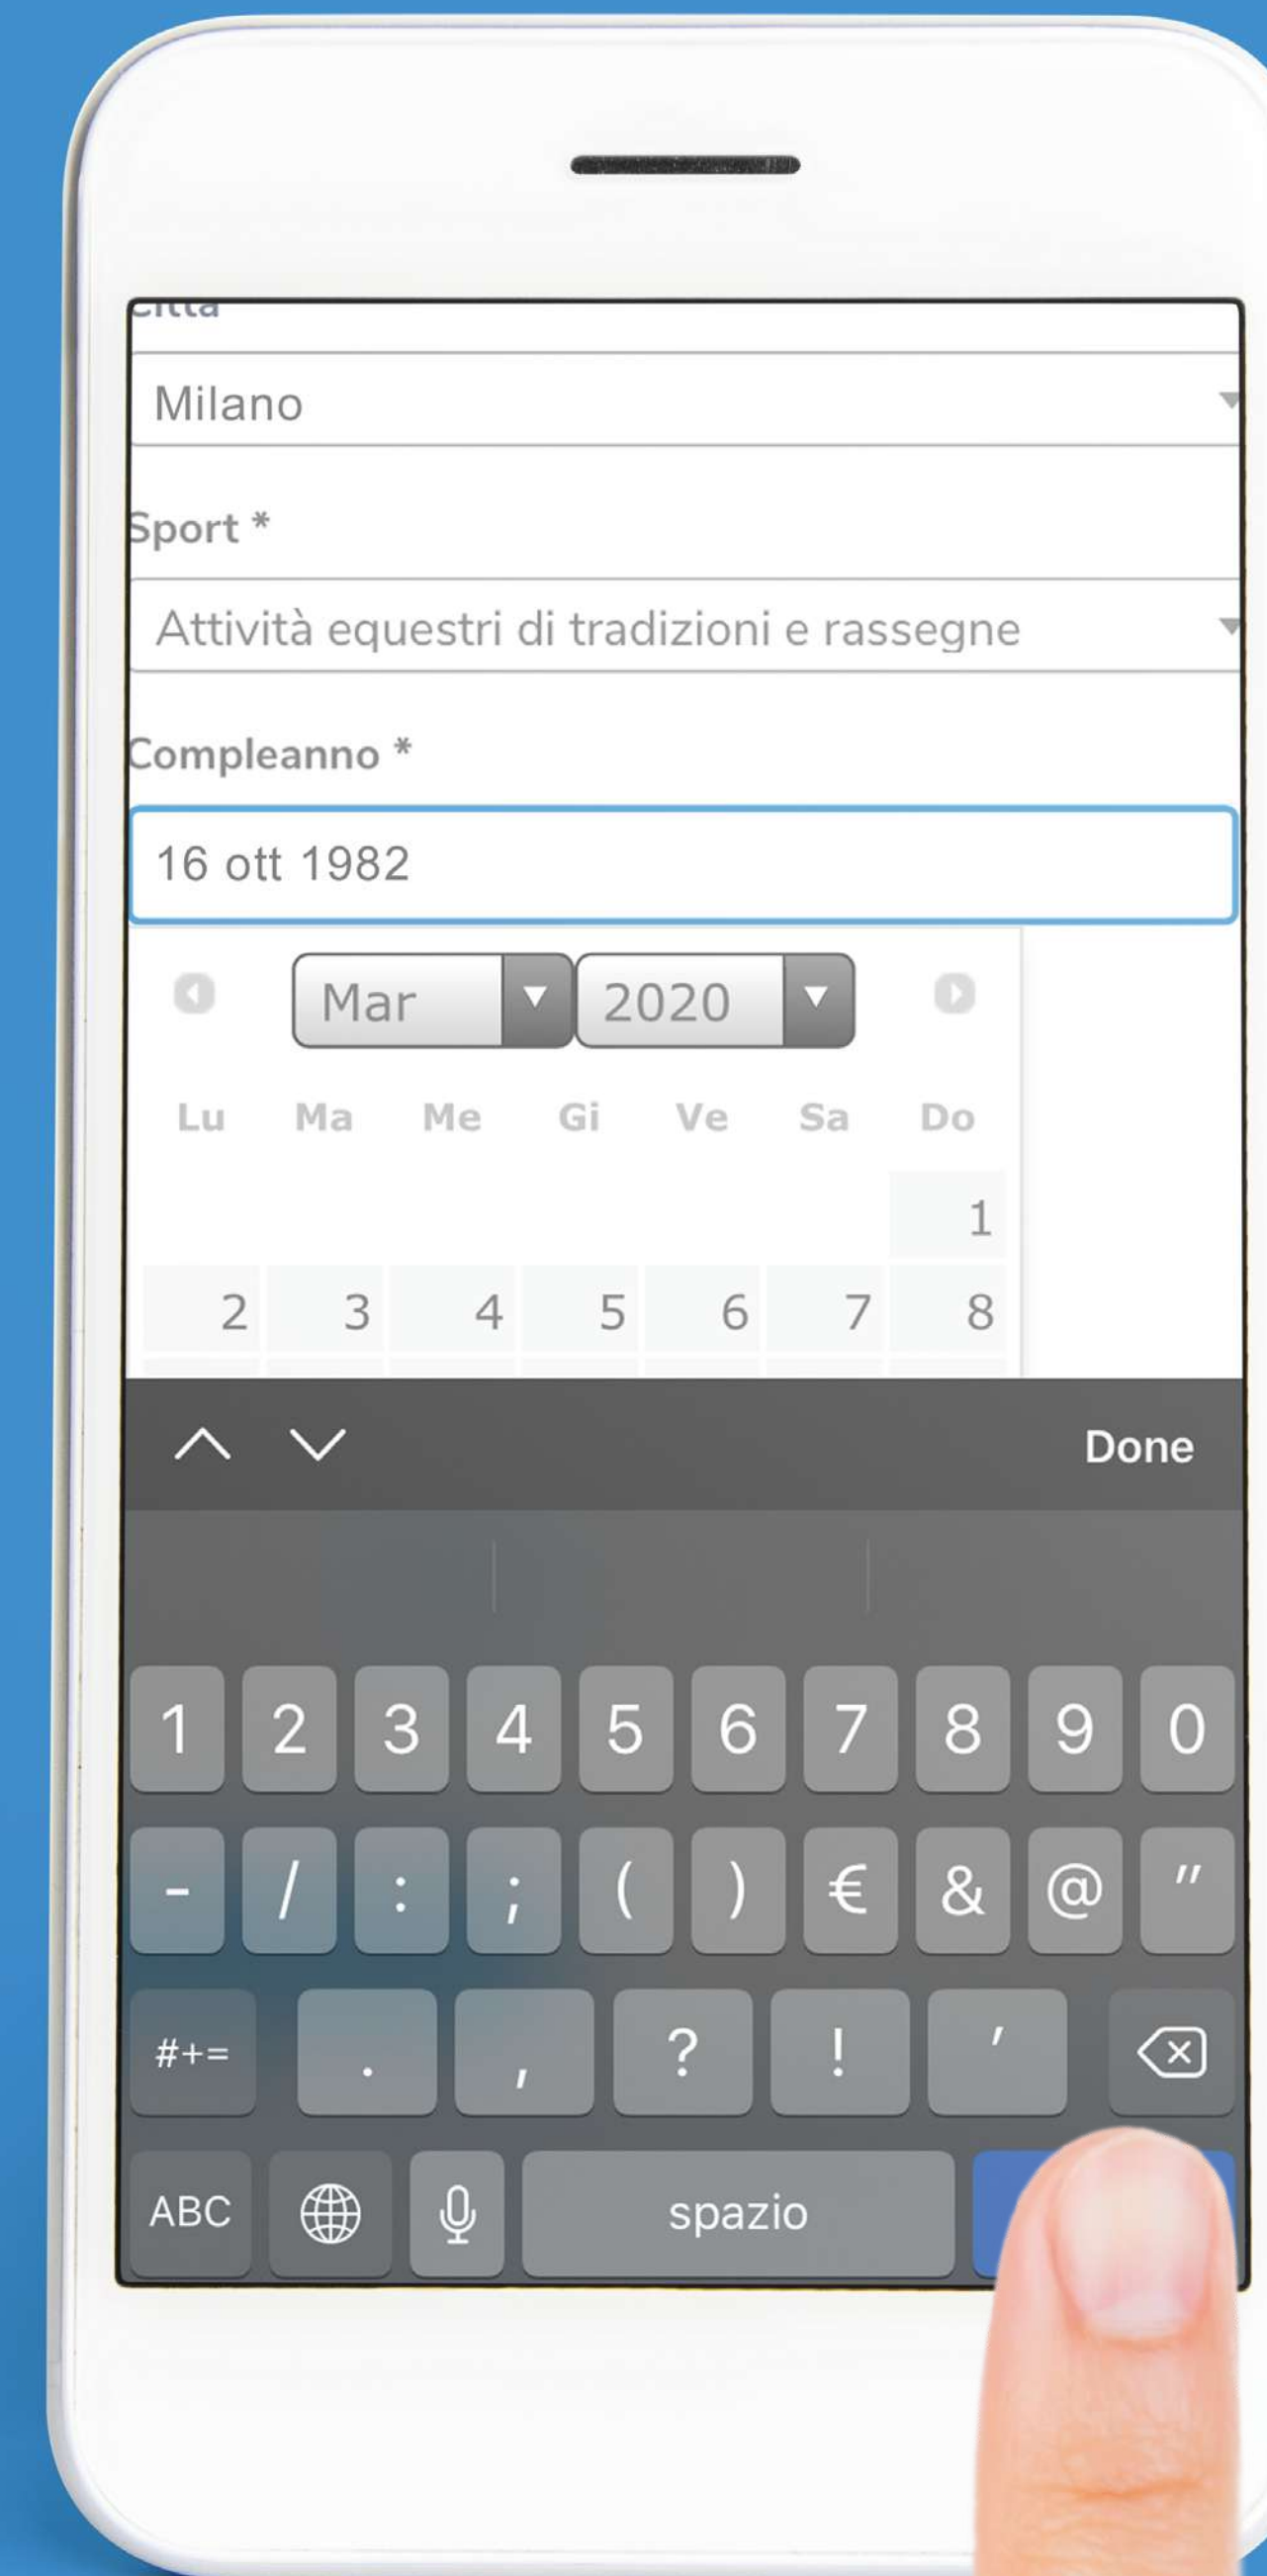 Città
Milano
Sport *
Attività equestri di tradizioni e rassegne
Compleanno *
16 ott 1982
Mar 2020
Lu Ma Me Gi Ve Sa Do
1
2 3 4 5 6 7 8
Done
1 2 3 4 5 6 7 8 9 0
- / : ; ( ) € & @ "
#+= . , ? ! '
ABC spazio